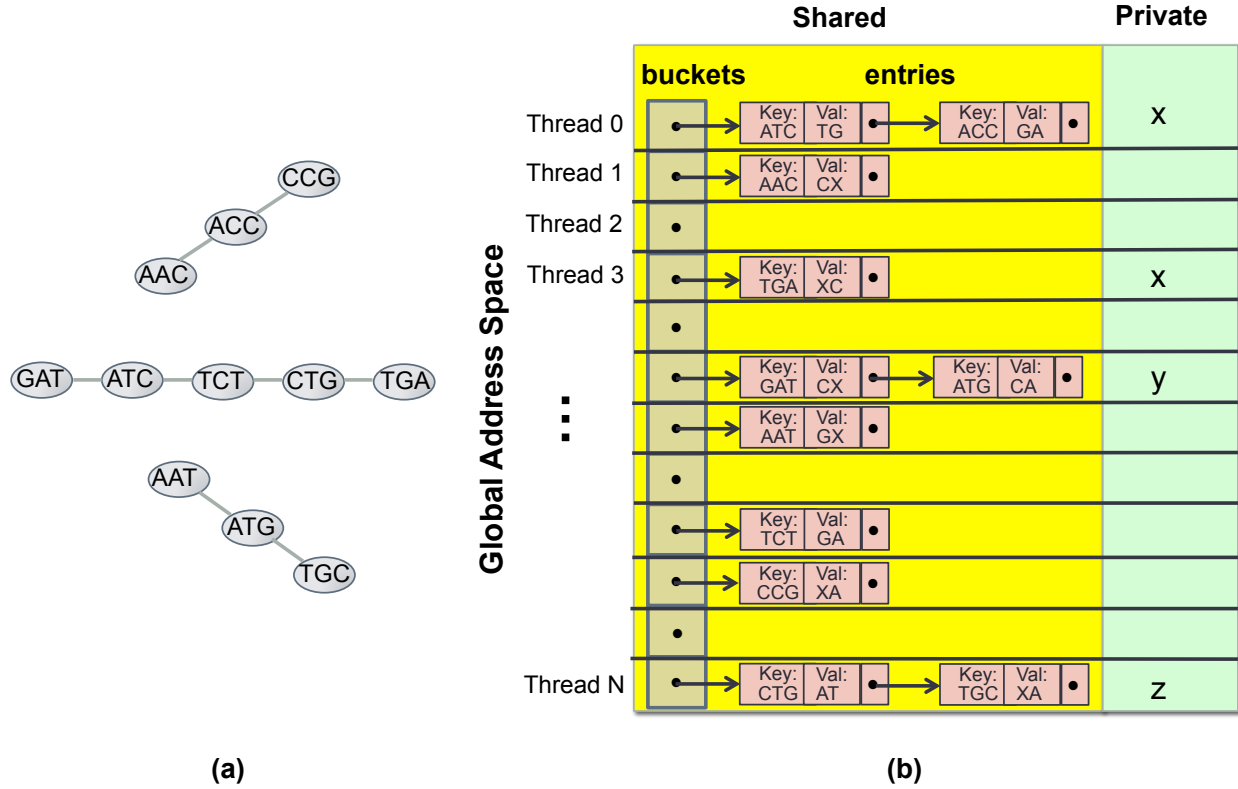 CCG
ACC
AAC
GAT ATC TCT CTG TGA
AAT
ATG
TGC
(a)
Shared Private
buckets entries
Global Address Space
Thread 0 Key: ATC Val: TG Key: ACC Val: GA x
Thread 1 Key: AAC Val: CX
Thread 2
Thread 3 Key: TGA Val: XC x
...
Key: GAT Val: CX Key: ATG Val: CA y
Key: AAT Val: GX
Key: TCT Val: GA
Key: CCG Val: XA
Thread N Key: CTG Val: AT Key: TGC Val: XA z
(b)